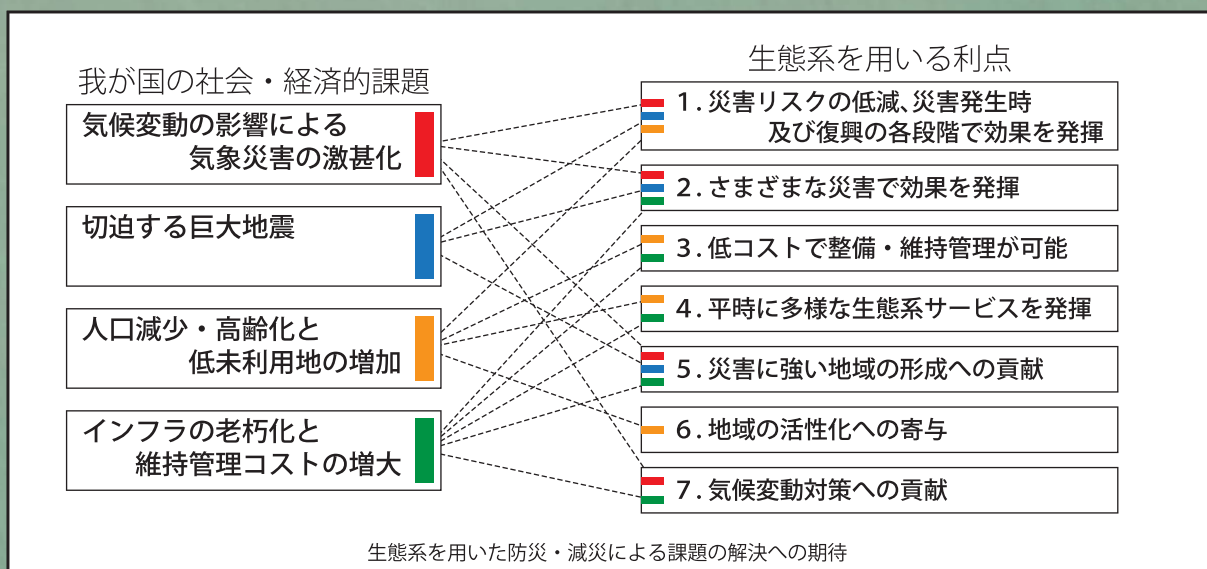 我が国の社会・経済的課題
気候変動の影響による
気象災害の激甚化
切迫する巨大地震
人口減少・高齢化と
低未利用地の増加
インフラの老朽化と
維持管理コストの増大
生態系を用いる利点
1．災害リスクの低減、災害発生時
及び復興の各段階で効果を発揮
2．さまざまな災害で効果を発揮
3．低コストで整備・維持管理が可能
4．平時に多様な生態系サービスを発揮
5．災害に強い地域の形成への貢献
6．地域の活性化への寄与
7．気候変動対策への貢献
生態系を用いた防災・減災による課題の解決への期待